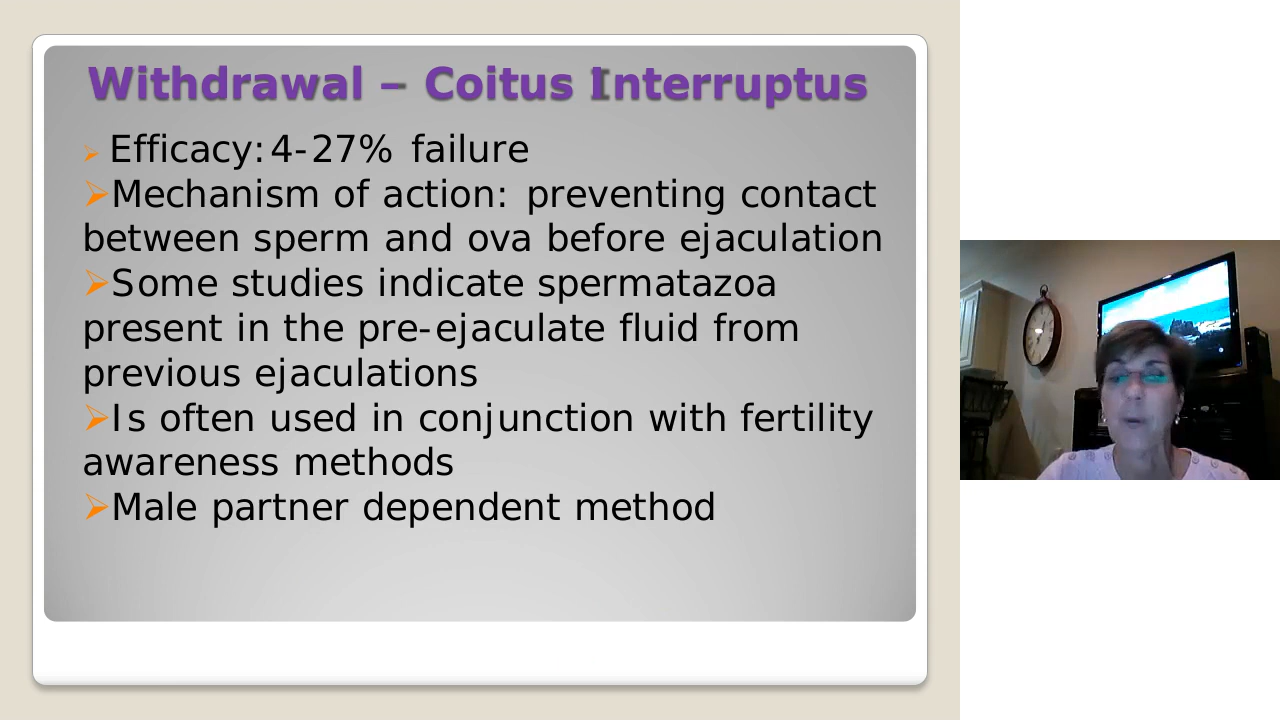 Withdrawal – Coitus Interruptus
➢ Efficacy: 4-27% failure
➢Mechanism of action: preventing contact
between sperm and ova before ejaculation
➢Some studies indicate spermatazoa
present in the pre-ejaculate fluid from
previous ejaculations
➢Is often used in conjunction with fertility
awareness methods
➢Male partner dependent method